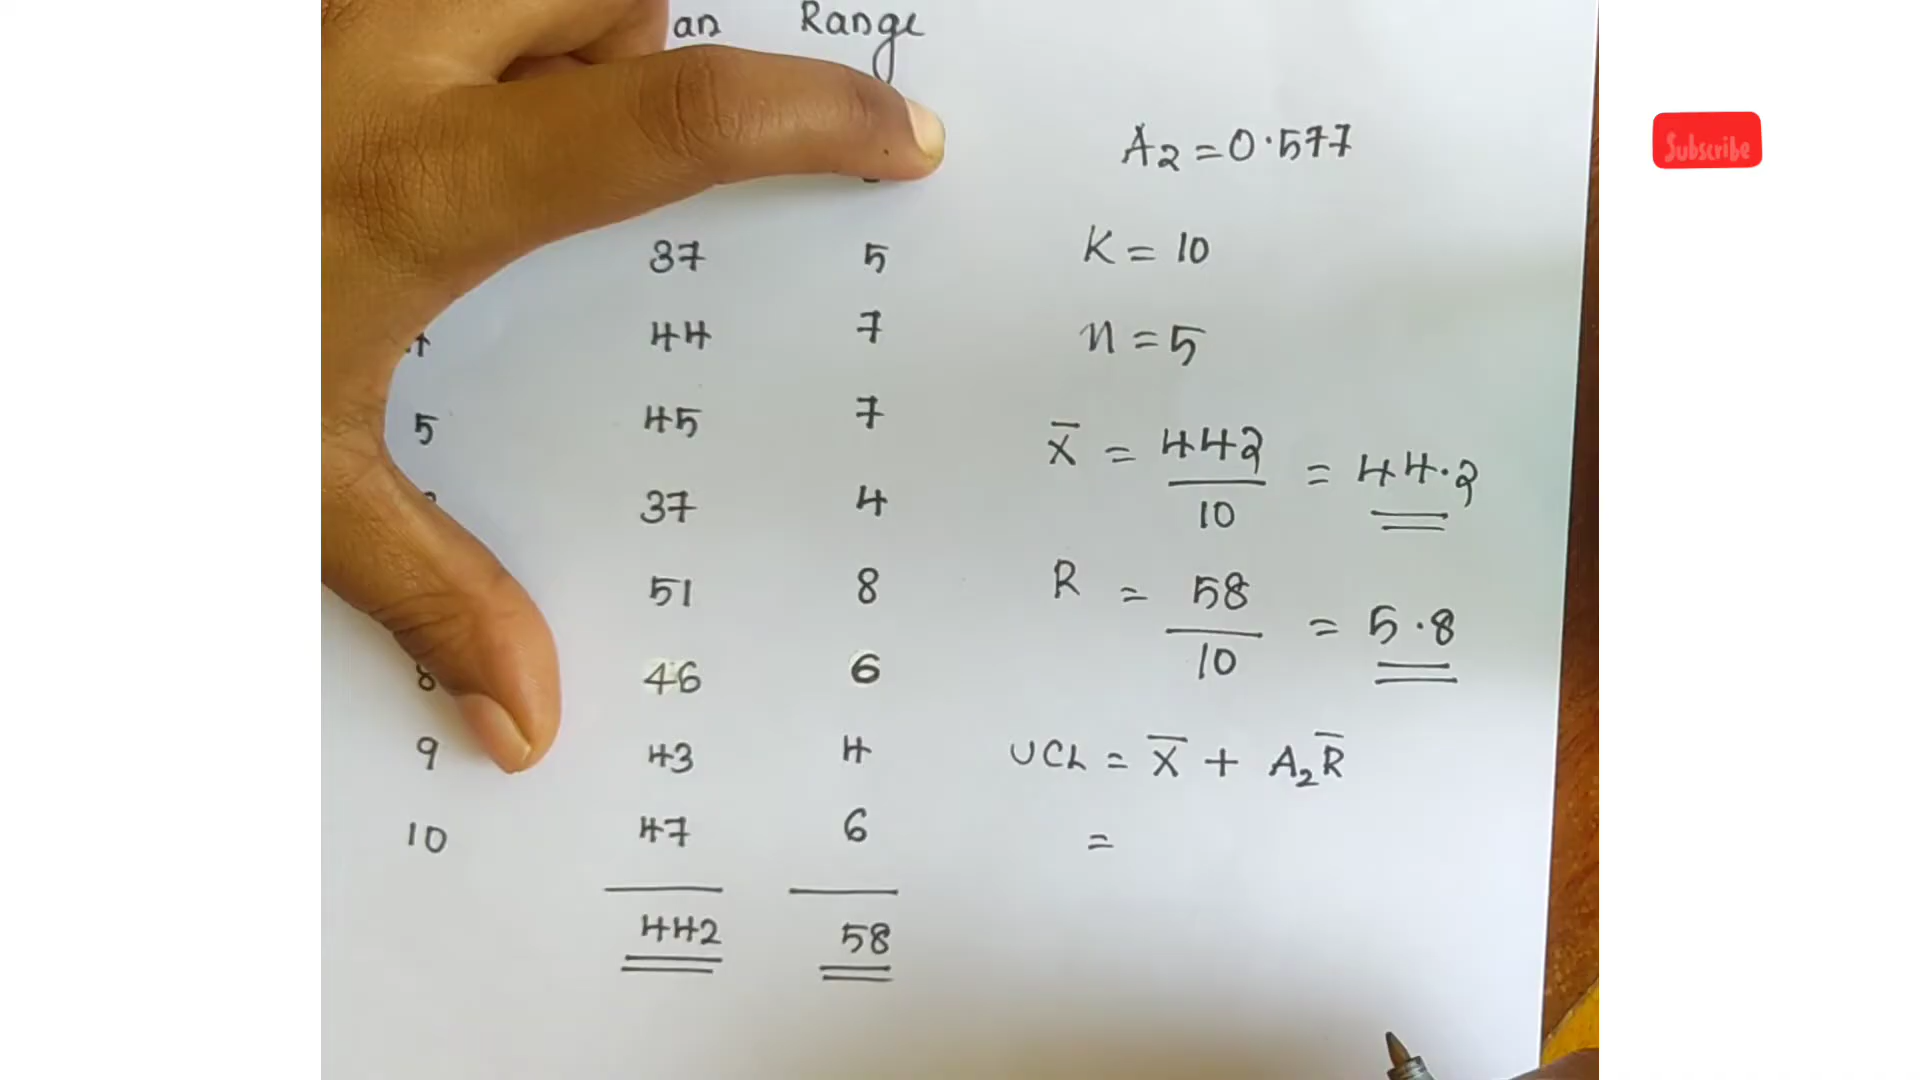 Range
A2 = 0.577
37 5
K = 10
44 7
n = 5
5 45 7
X̄ = 442/10 = 44.2
37 4
R = 58/10 = 5.8
51 8
8 46 6
9 43 4
UCL = X̄ + A₂R̄
10 47 6
=
442 58
Subscribe